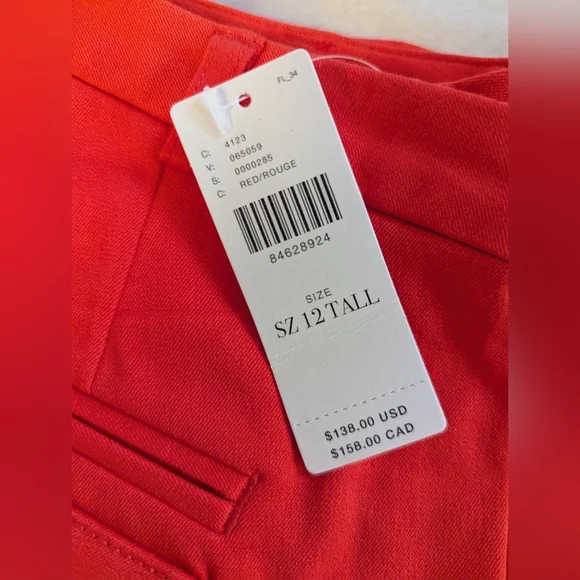 FL_34
C: 4123
V: 065059
S: 0000285
C: RED/ROUGE
84628924
SIZE
SZ 12 TALL
$138.00 USD
$158.00 CAD